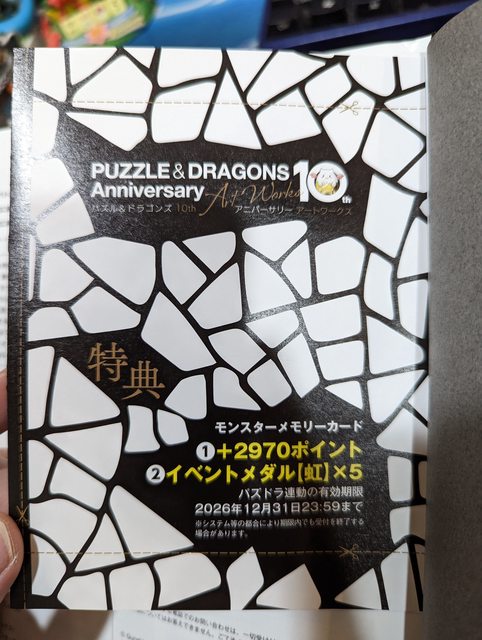 PUZZLE & DRAGONS
Anniversary Art Works 10th
パズル&ドラゴンズ 10th アニバーサリー アートワークス
特典
モンスターメモリーカード
①+2970ポイント
②イベントメダル【虹】×5
パズドラ連動の有効期限
2026年12月31日23:59まで
※システム等の都合により期限内でも受付を終了する
場合があります。